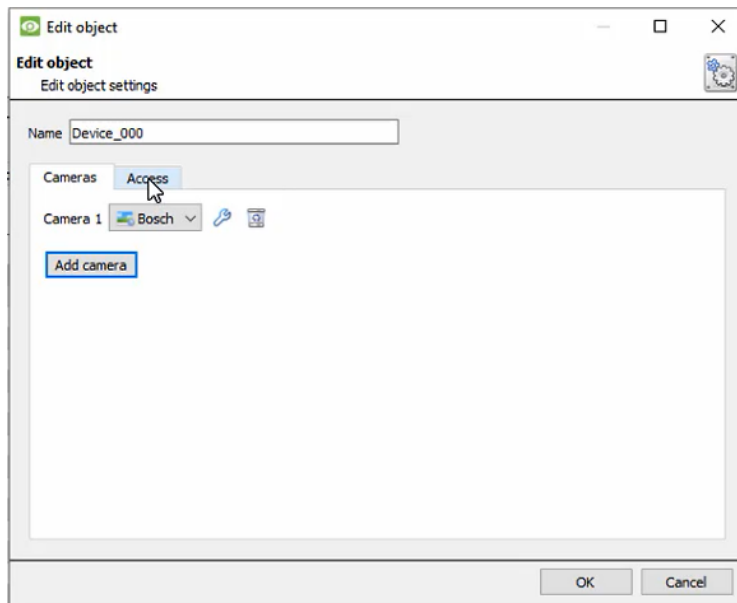 Edit object
Edit object
Edit object settings
Name Device_000
Cameras Access
Camera 1 Bosch
Add camera
OK Cancel